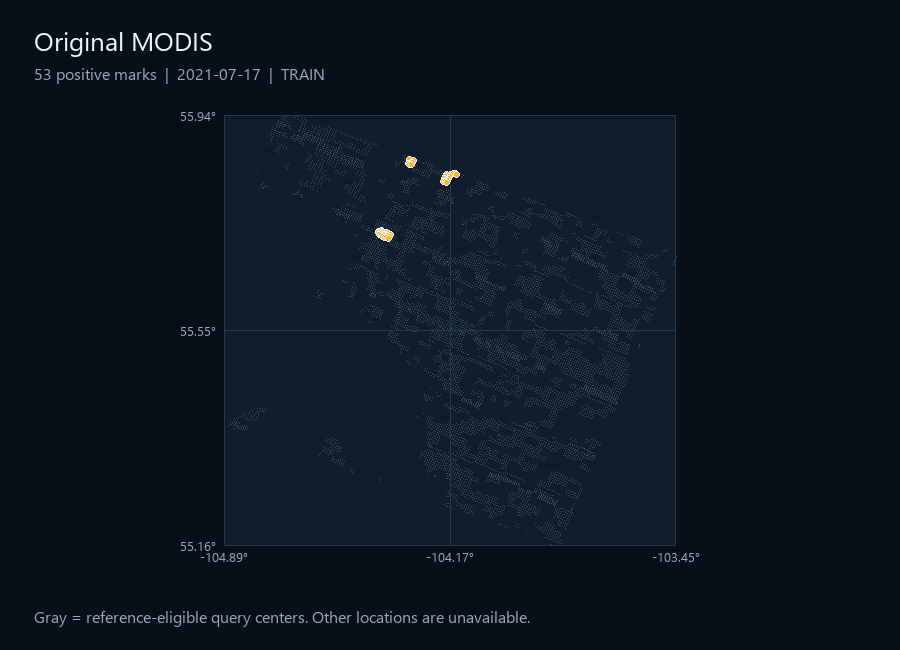 Original MODIS
53 positive marks | 2021-07-17 | TRAIN
55.94°
55.55°
55.16°
-104.89°
-104.17°
-103.45°
Gray = reference-eligible query centers. Other locations are unavailable.